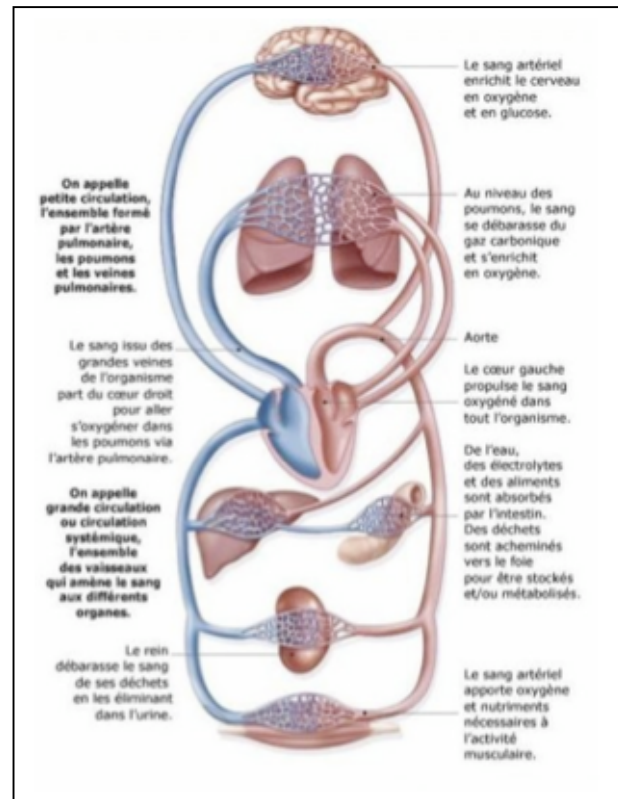 Le sang artériel
enrichit le cerveau
en oxygène
et en glucose.
On appelle
petite circulation,
l'ensemble formé
par l'artère
pulmonaire,
les poumons
et les veines
pulmonaires.
Au niveau des
poumons, le sang
se débarasse du
gaz carbonique
et s'enrichit
en oxygène.
Aorte
Le sang issu des
grandes veines
de l'organisme
part du cœur droit
pour aller
s'oxygéner dans
les poumons via
l'artère pulmonaire.
Le cœur gauche
propulse le sang
oxygéné dans
tout l'organisme.
De l'eau,
des électrolytes
et des aliments
sont absorbés
par l'intestin.
Des déchets
sont acheminés
vers le foie
pour être stockés
et/ou métabolisés.
On appelle
grande circulation
ou circulation
systémique,
l'ensemble
des vaisseaux
qui amène le sang
aux différents
organes.
Le rein
débarasse le sang
de ses déchets
en les éliminant
dans l'urine.
Le sang artériel
apporte oxygène
et nutriments
nécessaires à
l'activité
musculaire.